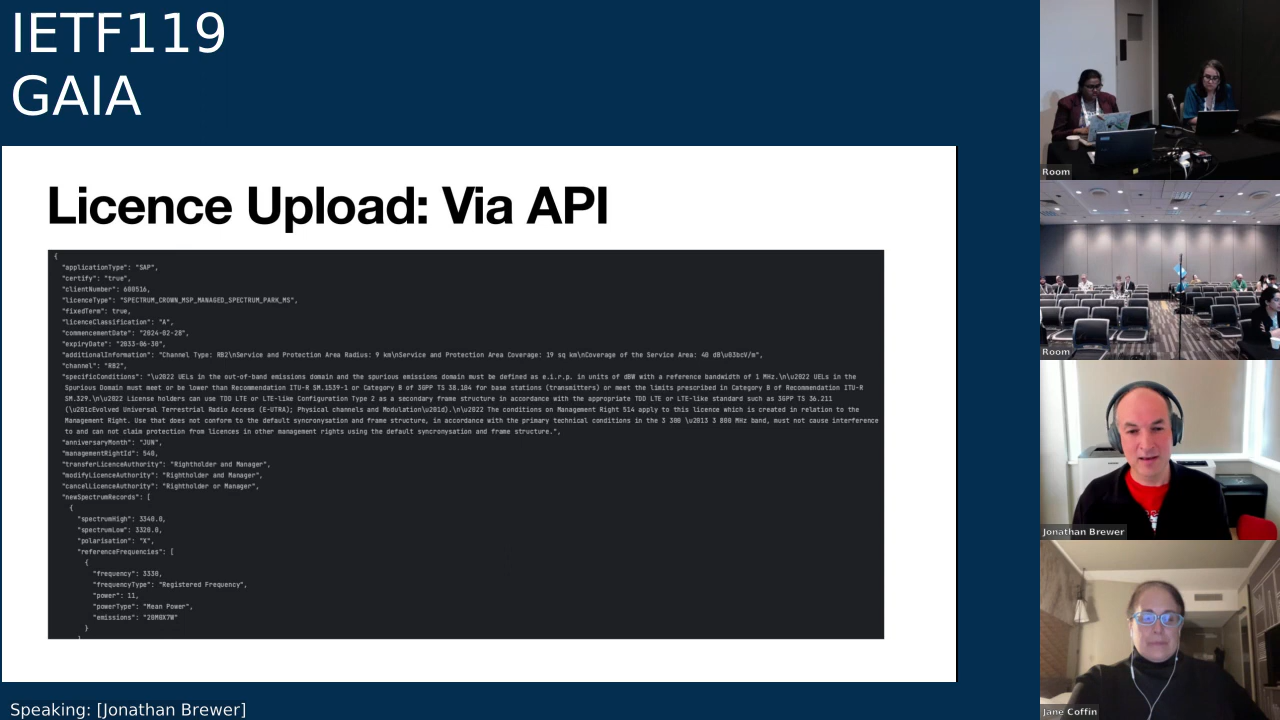 IETF119
GAIA
Licence Upload: Via API
{
"applicationType": "SAP",
"certify": "true",
"clientNumber": 600516,
"licenceType": "SPECTRUM_CROWN_MSP_MANAGED_SPECTRUM_PARK_MS",
"fixedTerm": true,
"licenceClassification": "A",
"commencementDate": "2024-02-28",
"expiryDate": "2033-06-30",
"additionalInformation": "Channel Type: RB2\nService and Protection Area Radius: 9 km\nService and Protection Area Coverage: 19 sq km\nCoverage of the Service Area: 40 dB\u03bcV/m",
"channel": "RB2",
"specificConditions": "\u2022 UELs in the out-of-band emissions domain and the spurious emissions domain must be defined as e.i.r.p. in units of dBW with a reference bandwidth of 1 MHz.\n\u2022 UELs in the
Spurious Domain must meet or be lower than Recommendation ITU-R SM.1539-1 or Category B of 3GPP TS 38.104 for base stations (transmitters) or meet the limits prescribed in Category B of Recommendation ITU-R
SM.329.\n\u2022 License holders can use TDD LTE or LTE-like Configuration Type 2 as a secondary frame structure in accordance with the appropriate TDD LTE or LTE-like standard such as 3GPP TS 36.211
(\u201cEvolved Universal Terrestrial Radio Access (E-UTRA); Physical channels and Modulation\u201d).\n\u2022 The conditions on Management Right 514 apply to this licence which is created in relation to the
Management Right. Use that does not conform to the default syncronysation and frame structure, in accordance with the primary technical conditions in the 3 300 \u2013 3 800 MHz band, must not cause interference
to and can not claim protection from licences in other management rights using the default syncronysation and frame structure.",
"anniversaryMonth": "JUN",
"managementRightId": 540,
"transferLicenceAuthority": "Rightholder and Manager",
"modifyLicenceAuthority": "Rightholder and Manager",
"cancelLicenceAuthority": "Rightholder or Manager",
"newSpectrumRecords": [
{
"spectrumHigh": 3340.0,
"spectrumLow": 3320.0,
"polarisation": "X",
"referenceFrequencies": [
{
"frequency": 3330,
"frequencyType": "Registered Frequency",
"power": 11,
"powerType": "Mean Power",
"emissions": "20M0X7W"
}
]
Speaking: [Jonathan Brewer]
Room
Room
Jonathan Brewer
Jane Coffin